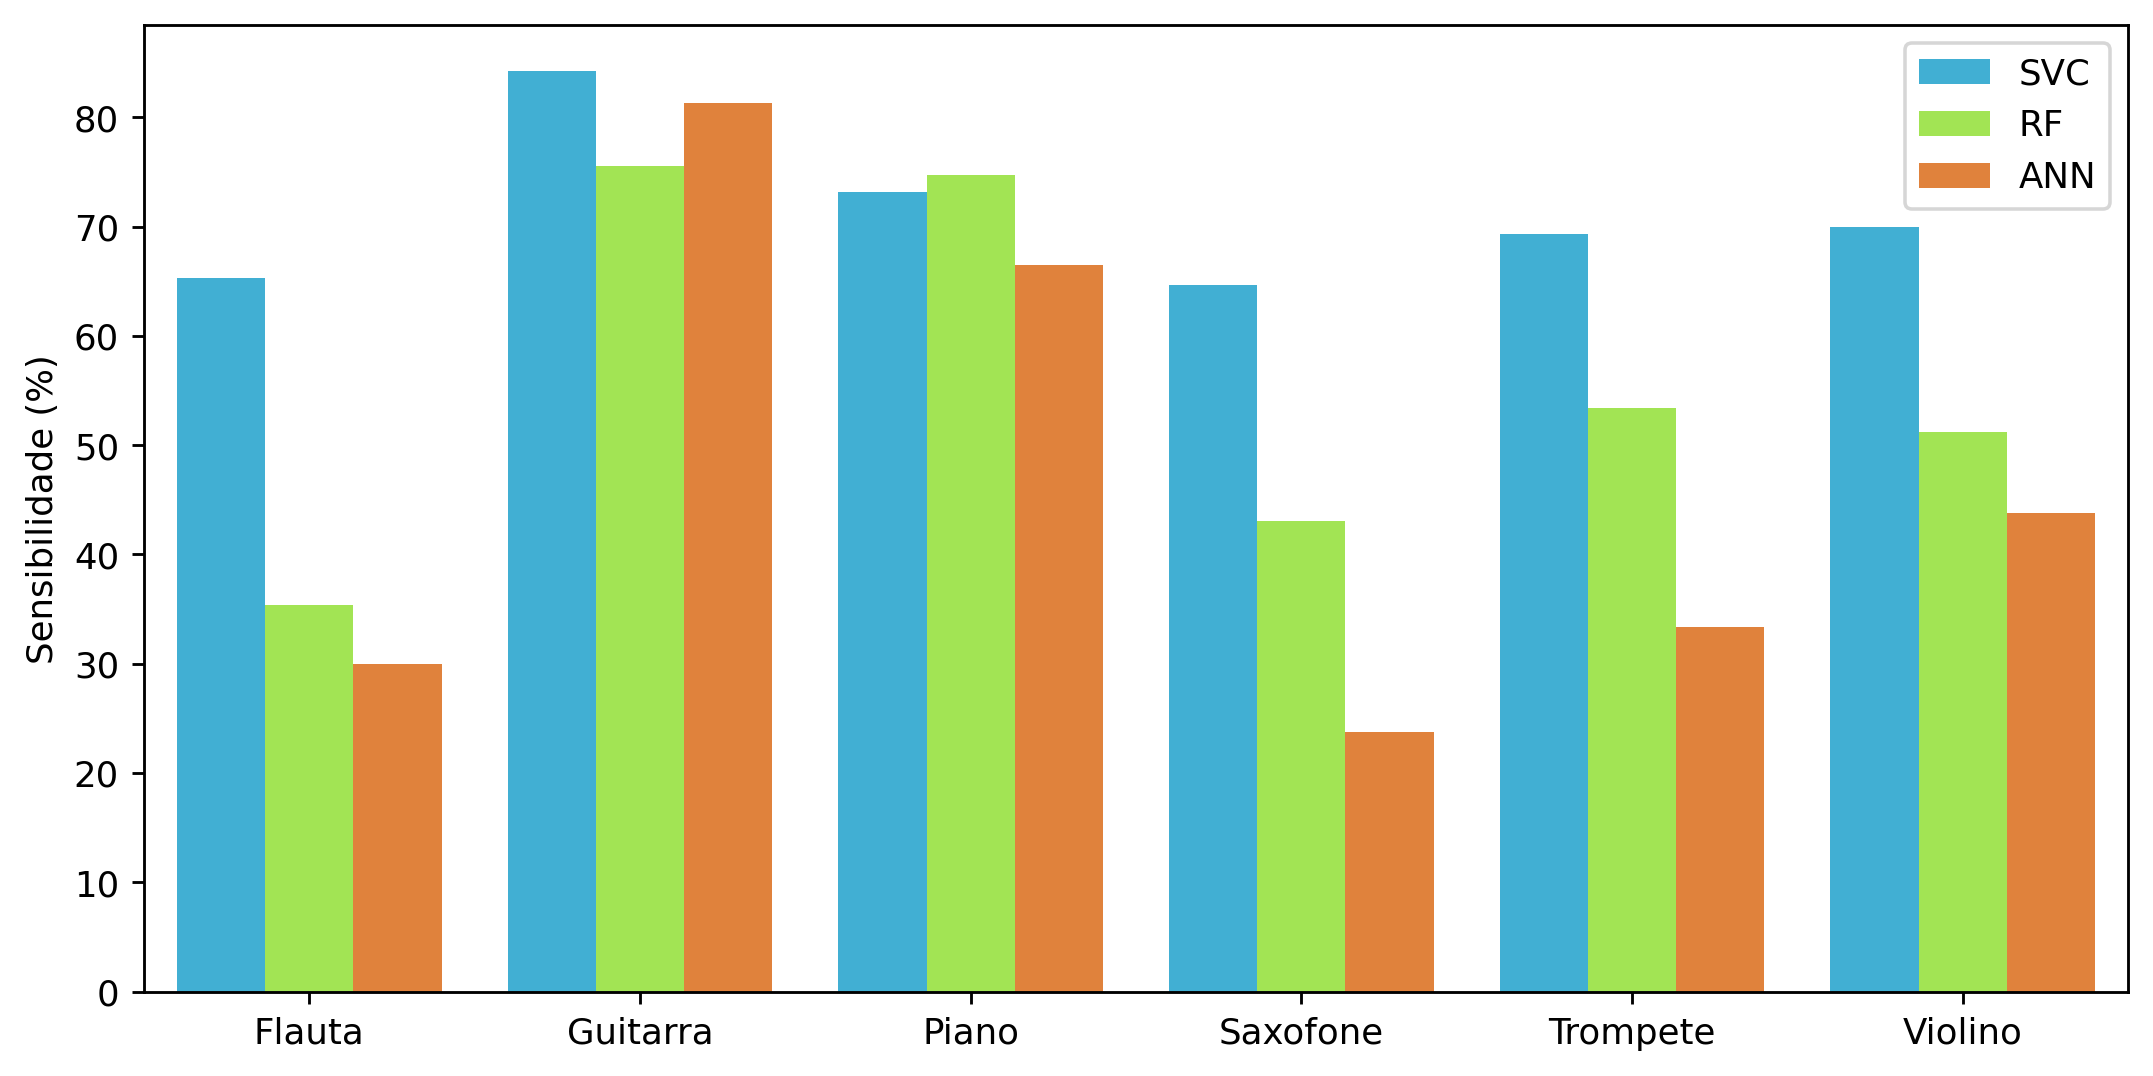 Sensibilidade (%)
80
70
60
50
40
30
20
10
0
SVC
RF
ANN
Flauta Guitarra Piano Saxofone Trompete Violino